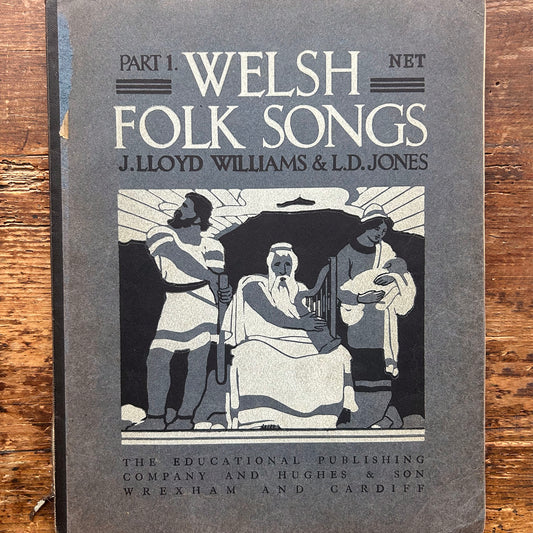 PART 1. WELSH NET
FOLK SONGS
J. LLOYD WILLIAMS & L. D. JONES
THE EDUCATIONAL PUBLISHING
COMPANY AND HUGHES & SON
WREXHAM AND CARDIFF